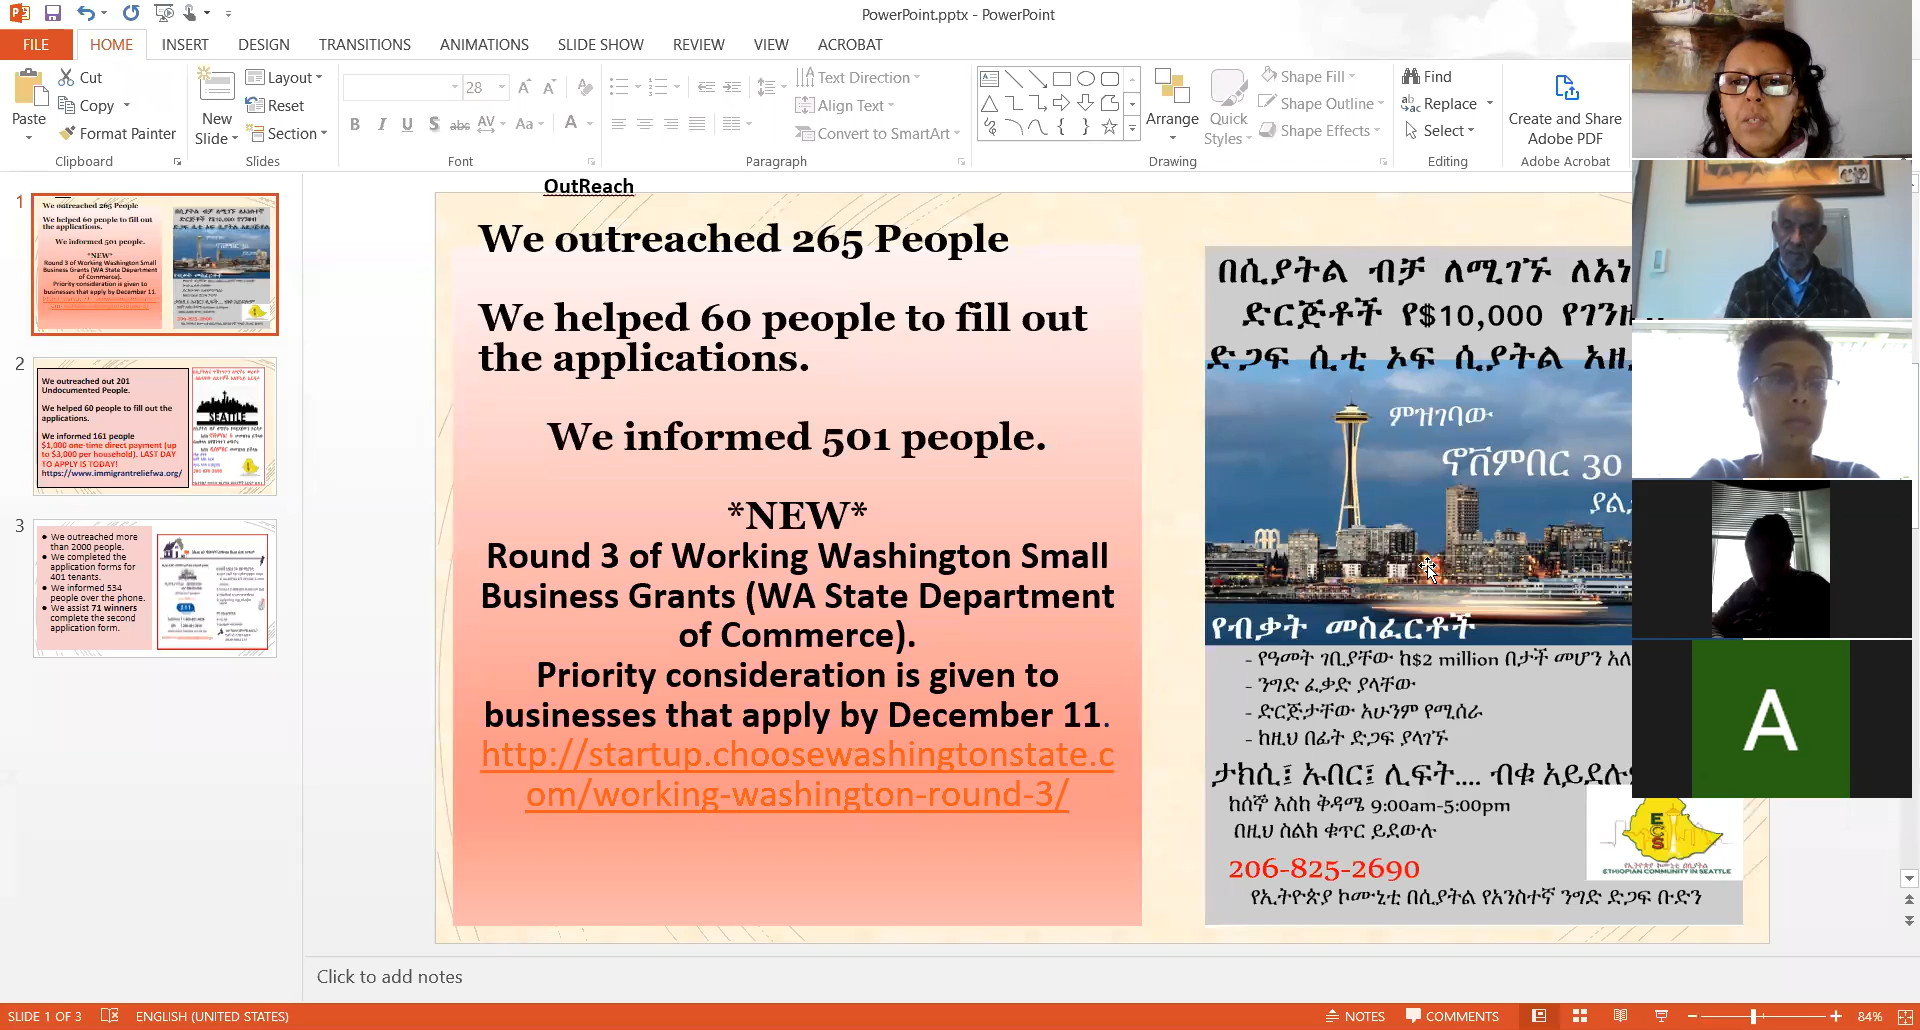 PowerPoint.pptx - PowerPoint
FILE
HOME
INSERT
DESIGN
TRANSITIONS
ANIMATIONS
SLIDE SHOW
REVIEW
VIEW
ACROBAT
Paste
Cut
Copy
Format Painter
Clipboard
New
Slide
Layout
Reset
Section
Slides
28
Font
Text Direction
Align Text
Convert to SmartArt
Paragraph
Arrange
Quick
Styles
Shape Fill
Shape Outline
Shape Effects
Drawing
Find
Replace
Select
Editing
Create and Share
Adobe PDF
Adobe Acrobat
1
We outreached 265 People
We helped 60 people to fill out
the applications.
We informed 501 people.
*NEW*
Round 3 of Working Washington Small
Business Grants (WA State Department
of Commerce).
Priority consideration is given to
businesses that apply by December 11.
2
We outreached out 201
Undocumented People.
We helped 60 people to fill out the
applications.
We informed 161 people
$1,000 one-time direct payment (up
to $3,000 per household). LAST DAY
TO APPLY IS TODAY!
https://www.immigrantreliefwa.org/
SEATTLE
3
We outreached more
than 2000 people.
We completed the
application forms for
401 tenants.
We informed 534
people over the phone.
We assist 71 winners
complete the second
application form.
OutReach
We outreached 265 People
We helped 60 people to fill out
the applications.
We informed 501 people.
*NEW*
Round 3 of Working Washington Small
Business Grants (WA State Department
of Commerce).
Priority consideration is given to
businesses that apply by December 11.
http://startup.choosewashingtonstate.c
om/working-washington-round-3/
በሲያትል ብቻ ለሚገኙ ለአነ
ድርጅቶች የ$10,000 የገንዘ
ድጋፍ ሲቲ ኦፍ ሲያትል አዘ
ምዝገባው
ኖቨምበር 30
የብቃት መስፈርቶች
- የዓመት ገቢያቸው ከ$2 million በታች መሆን አለ
- ንግድ ፈቃድ ያላቸው
- ድርጅታቸው አሁንም የሚሰራ
- ከዚህ በፊት ድጋፍ ያላገኙ
ታክሲ፤ ኡበር፤ ሊፍት.... ብቁ አይደሉ
ከሰኞ እስከ ቅዳሜ 9:00am-5:00pm
በዚህ ስልክ ቁጥር ይደውሉ
206-825-2690
የኢትዮጵያ ኮሙኒቲ በሲያትል የአንስተኛ ንግድ ድጋፍ ቡድን
ECS
የኢትዮጵያ ኮሙኒቲ በሲያትል
ETHIOPIAN COMMUNITY IN SEATTLE
A
Click to add notes
SLIDE 1 OF 3
ENGLISH (UNITED STATES)
NOTES
COMMENTS
84%